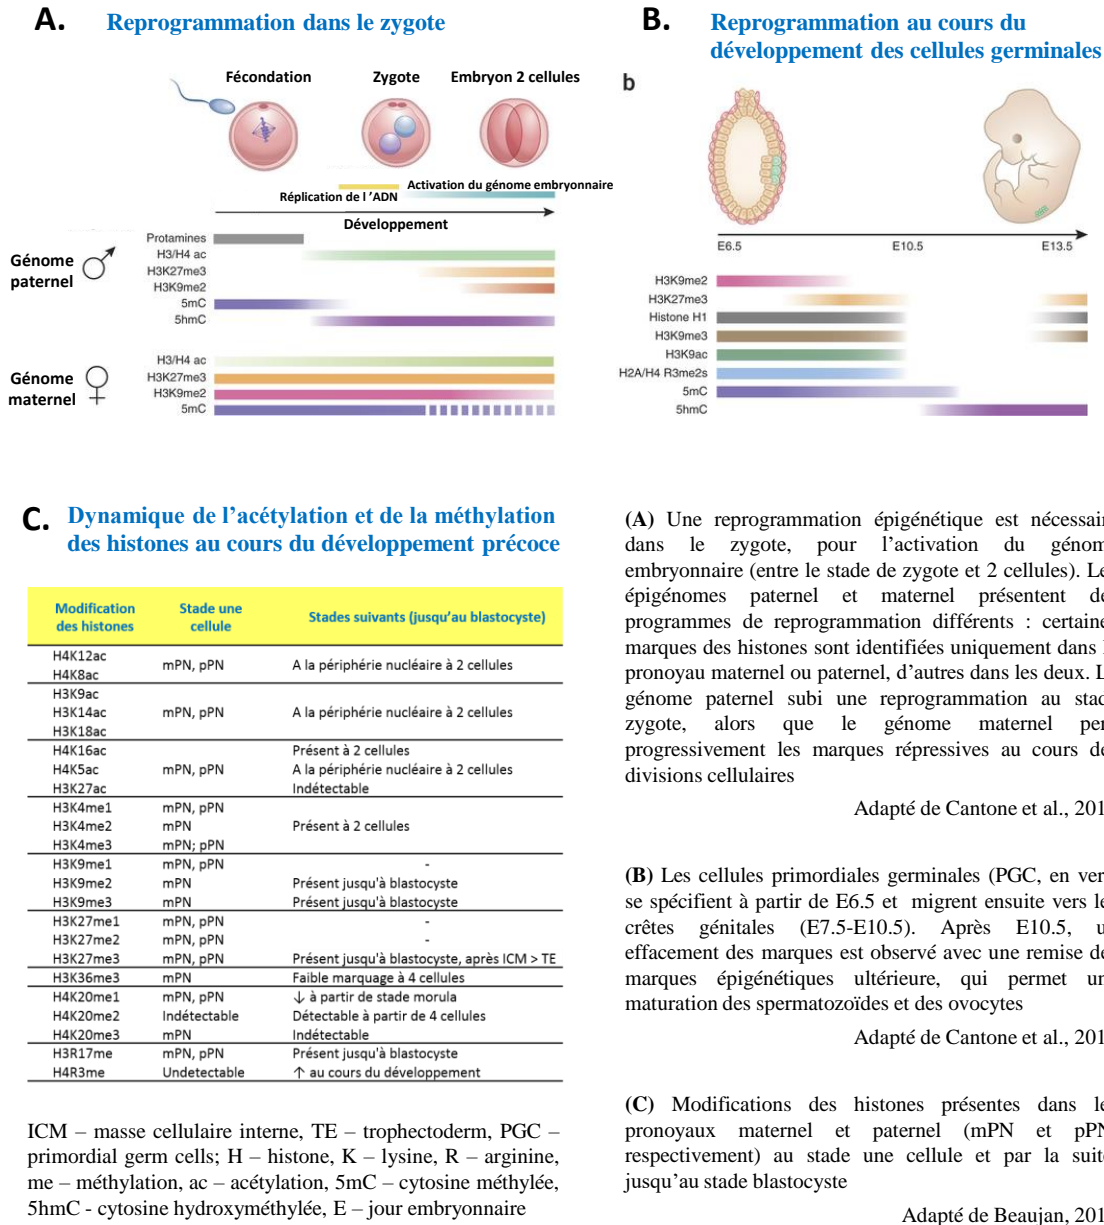 A. Reprogrammation dans le zygote
Fécondation Zygote Embryon 2 cellules
Réplication de l 'ADN
Activation du génome embryonnaire
Développement
Génome paternel
Protamines
H3/H4 ac
H3K27me3
H3K9me2
5mC
5hmC
Génome maternel
H3/H4 ac
H3K27me3
H3K9me2
5mC
B. Reprogrammation au cours du
développement des cellules germinales
b
E6.5 E10.5 E13.5
H3K9me2
H3K27me3
Histone H1
H3K9me3
H3K9ac
H2A/H4 R3me2s
5mC
5hmC
C. Dynamique de l'acétylation et de la méthylation
des histones au cours du développement précoce
Modification des histones Stade une cellule Stades suivants (jusqu'au blastocyste)
H4K12ac
H4K8ac mPN, pPN A la périphérie nucléaire à 2 cellules
H3K9ac
H3K14ac mPN, pPN A la périphérie nucléaire à 2 cellules
H3K18ac
H4K16ac Présent à 2 cellules
H4K5ac mPN, pPN A la périphérie nucléaire à 2 cellules
H3K27ac Indétectable
H3K4me1 mPN, pPN
H3K4me2 mPN Présent à 2 cellules
H3K4me3 mPN; pPN
H3K9me1 mPN, pPN -
H3K9me2 mPN Présent jusqu'à blastocyste
H3K9me3 mPN Présent jusqu'à blastocyste
H3K27me1 mPN, pPN -
H3K27me2 mPN, pPN -
H3K27me3 mPN, pPN Présent jusqu'à blastocyste, après ICM > TE
H3K36me3 mPN Faible marquage à 4 cellules
H4K20me1 mPN, pPN ↓ à partir de stade morula
H4K20me2 Indétectable Détectable à partir de 4 cellules
H4K20me3 mPN Indétectable
H3R17me mPN, pPN Présent jusqu'à blastocyste
H4R3me Undetectable ↑ au cours du développement
ICM – masse cellulaire interne, TE – trophectoderm, PGC –
primordial germ cells; H – histone, K – lysine, R – arginine,
me – méthylation, ac – acétylation, 5mC – cytosine méthylée,
5hmC - cytosine hydroxyméthylée, E – jour embryonnaire
(A) Une reprogrammation épigénétique est nécessair
dans le zygote, pour l'activation du génom
embryonnaire (entre le stade de zygote et 2 cellules). Le
épigénomes paternel et maternel présentent de
programmes de reprogrammation différents : certaine
marques des histones sont identifiées uniquement dans l
pronoyau maternel ou paternel, d'autres dans les deux. L
génome paternel subi une reprogrammation au stad
zygote, alors que le génome maternel per
progressivement les marques répressives au cours de
divisions cellulaires
Adapté de Cantone et al., 201
(B) Les cellules primordiales germinales (PGC, en ver
se spécifient à partir de E6.5 et migrent ensuite vers le
crêtes génitales (E7.5-E10.5). Après E10.5, u
effacement des marques est observé avec une remise de
marques épigénétiques ultérieure, qui permet un
maturation des spermatozoïdes et des ovocytes
Adapté de Cantone et al., 201
(C) Modifications des histones présentes dans le
pronoyaux maternel et paternel (mPN et pPN
respectivement) au stade une cellule et par la suite
jusqu'au stade blastocyste
Adapté de Beaujan, 201